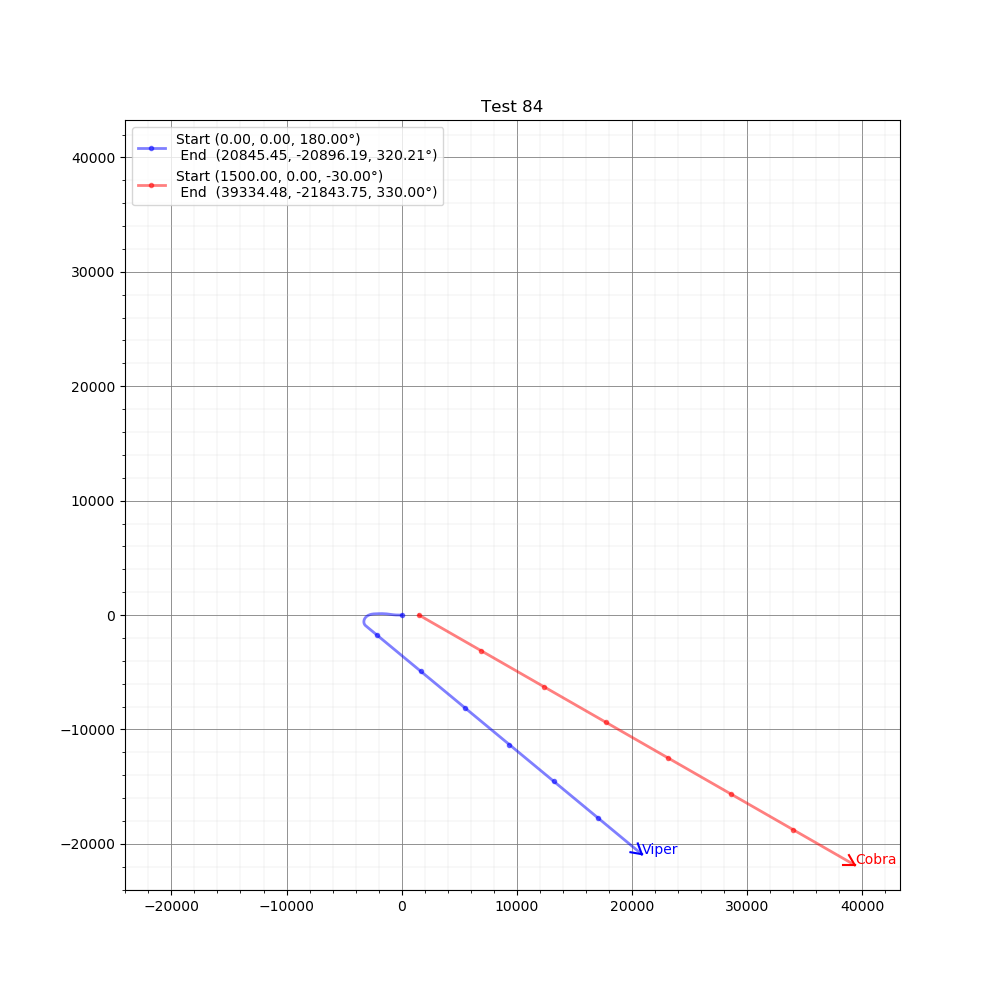 Test 84
Start (0.00, 0.00, 180.00°)
End  (20845.45, -20896.19, 320.21°)
Start (1500.00, 0.00, -30.00°)
End  (39334.48, -21843.75, 330.00°)
40000
30000
20000
10000
0
−10000
−20000
Viper
Cobra
−20000 −10000 0 10000 20000 30000 40000